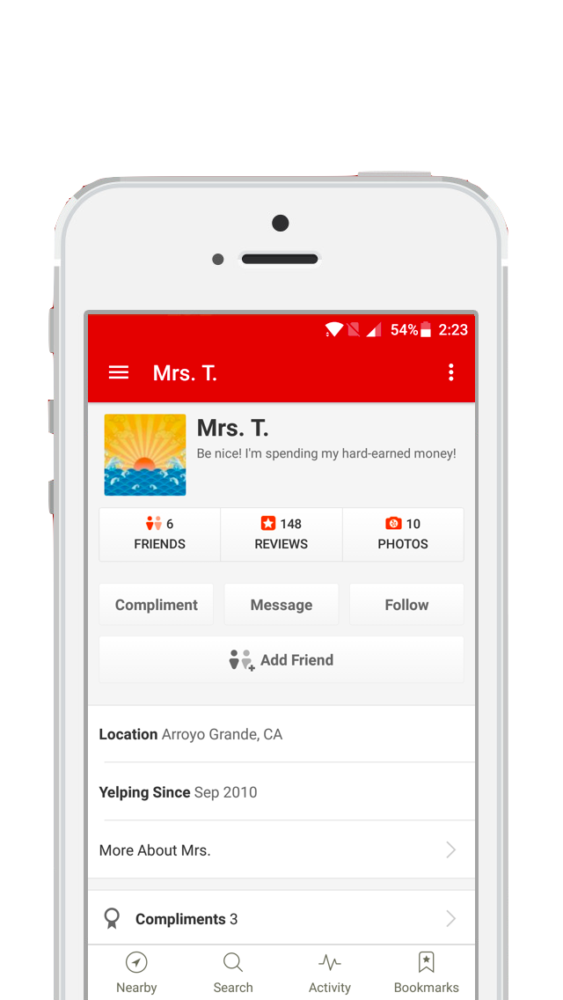 54% 2:23
Mrs. T.
Mrs. T.
Be nice! I'm spending my hard-earned money!
6 148 10
FRIENDS REVIEWS PHOTOS
Compliment Message Follow
Add Friend
Location Arroyo Grande, CA
Yelping Since Sep 2010
More About Mrs.
Compliments 3
Nearby Search Activity Bookmarks